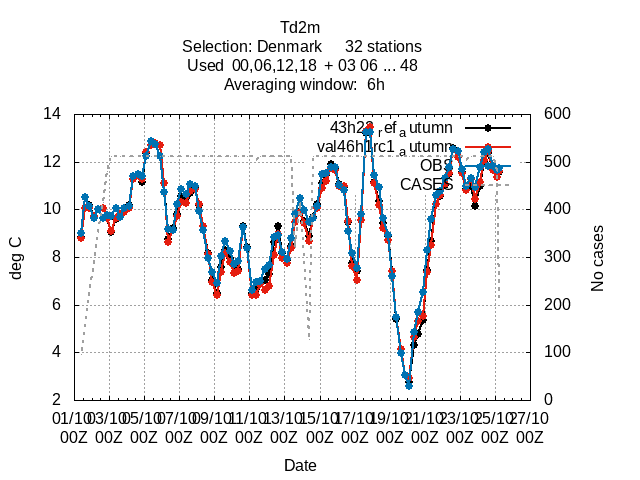 Td2m
Selection: Denmark 32 stations
Used 00,06,12,18 + 03 06 ... 48
Averaging window: 6h
14
12
10
8
6
4
2
deg C
600
500
400
300
200
100
0
No cases
43h22ref autumn
val46h1rc1 autumn
OBS
CASES
01/10 03/10 05/10 07/10 09/10 11/10 13/10 15/10 17/10 19/10 21/10 23/10 25/10 27/10
00Z 00Z 00Z 00Z 00Z 00Z 00Z 00Z 00Z 00Z 00Z 00Z 00Z 00Z
Date